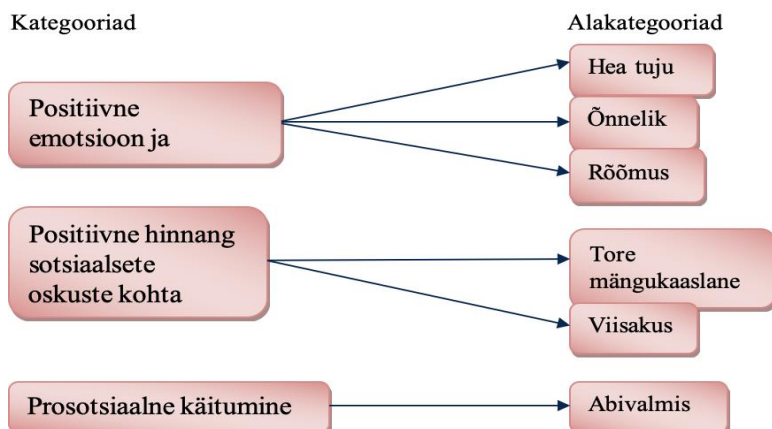 Kategooriad
Alakategooriad
Positiivne
emotsioon ja
Hea tuju
Õnnelik
Rõõmus
Positiivne hinnang
sotsiaalsete
oskuste kohta
Tore
mängukaaslane
Viisakus
Prosotsiaalne käitumine
Abivalmis